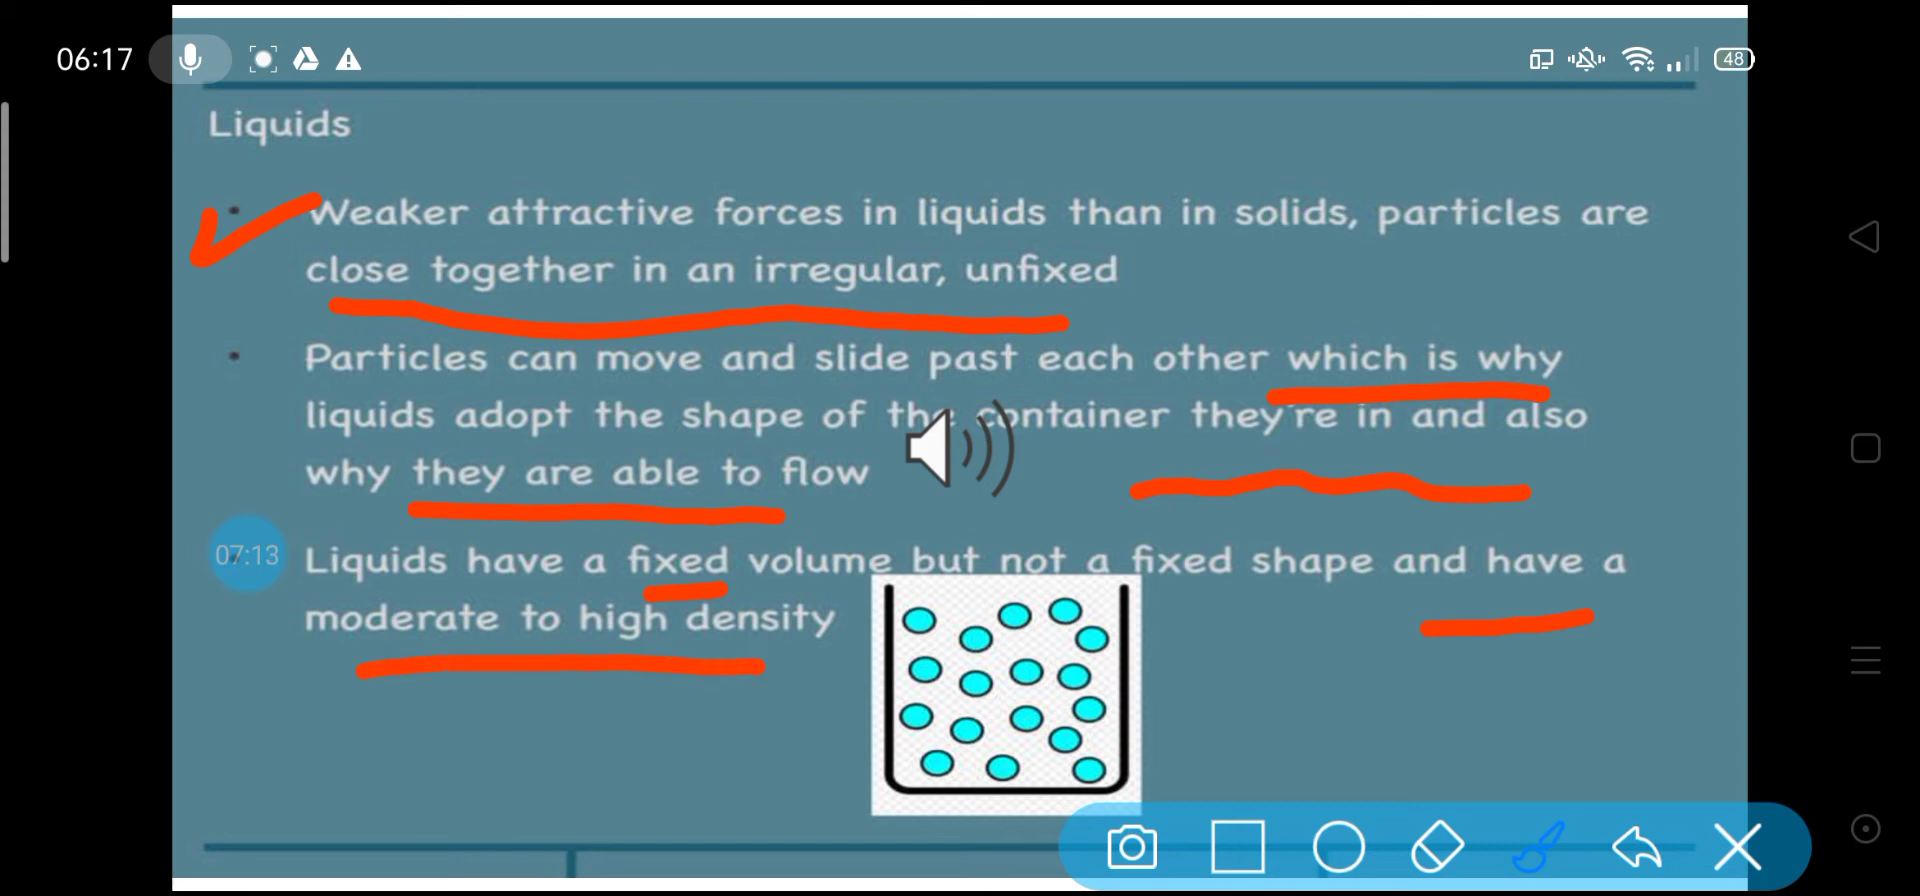 06:17
48
Liquids
• Weaker attractive forces in liquids than in solids, particles are
close together in an irregular, unfixed
• Particles can move and slide past each other which is why
liquids adopt the shape of the container they're in and also
why they are able to flow
07:13
Liquids have a fixed volume but not a fixed shape and have a
moderate to high density